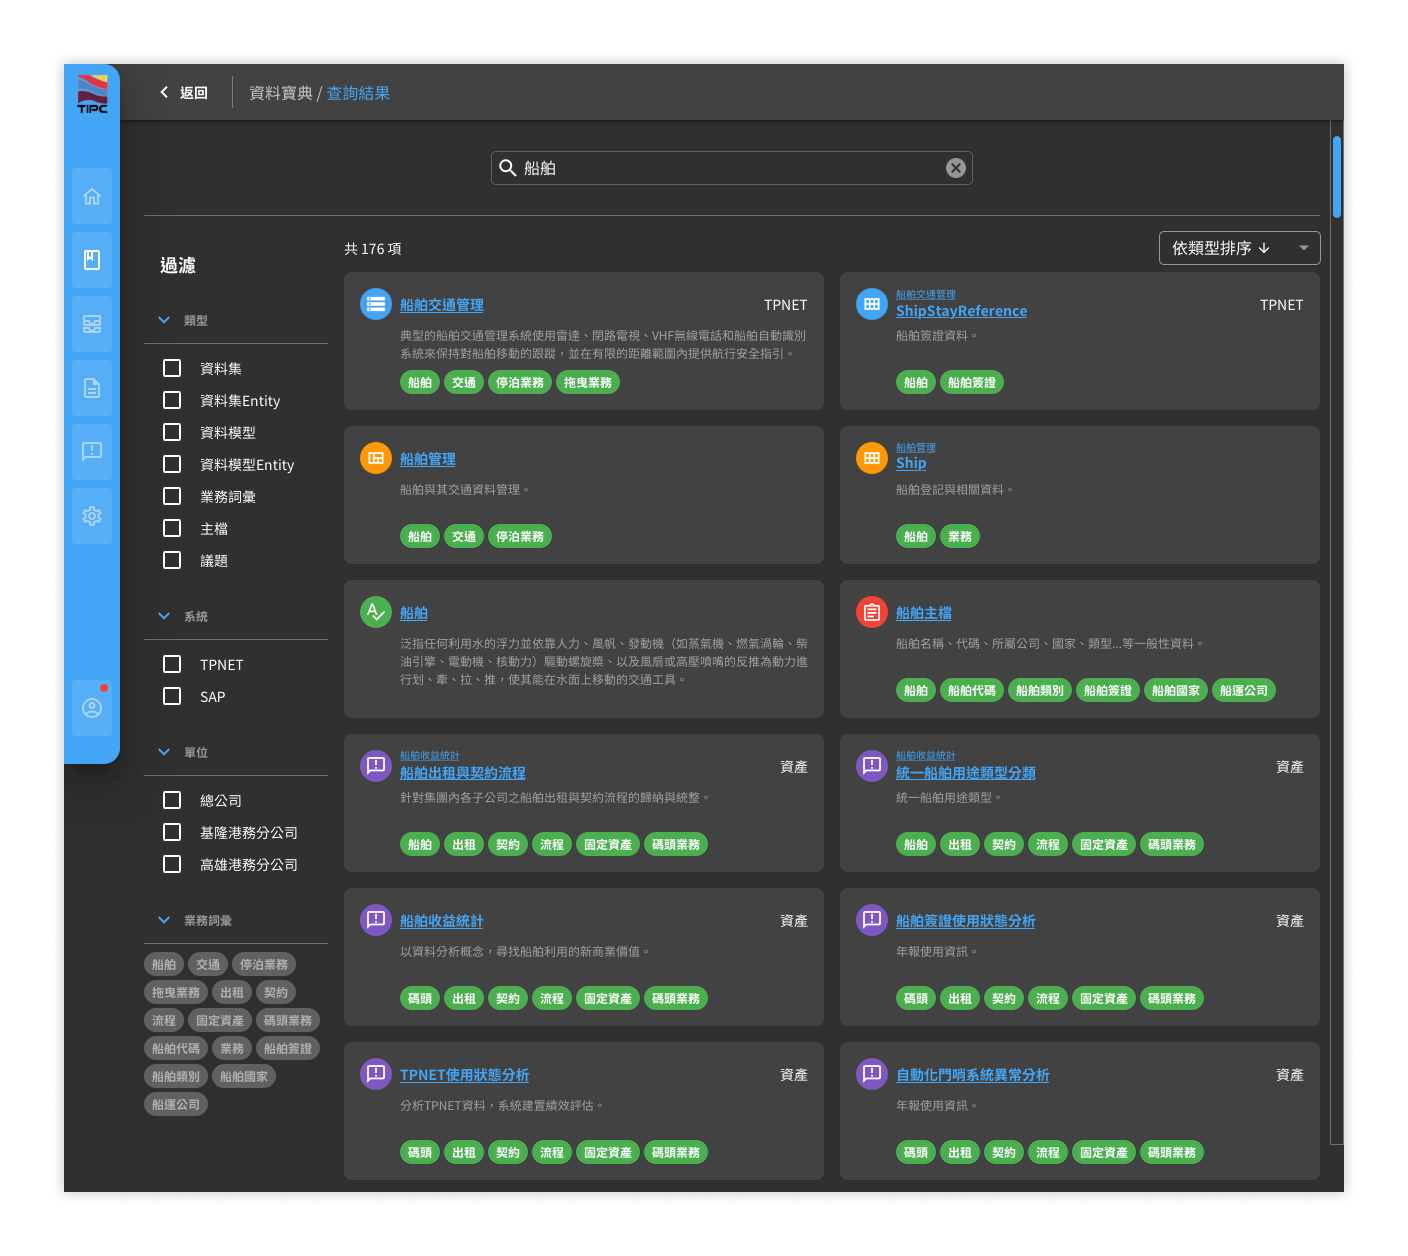 TIPC
返回
資料寶典 / 查詢結果
船舶
過濾
類型
資料集
資料集Entity
資料模型
資料模型Entity
業務詞彙
主檔
議題
系統
TPNET
SAP
單位
總公司
基隆港務分公司
高雄港務分公司
業務詞彙
船舶 交通 停泊業務
拖曳業務 出租 契約
流程 固定資產 碼頭業務
船舶代碼 業務 船舶簽證
船舶類別 船舶國家
船運公司
共 176 項
依類型排序
船舶交通管理
TPNET
典型的船舶交通管理系統使用雷達、閉路電視、VHF無線電話和船舶自動識別
系統來保持對船舶移動的跟蹤，並在有限的距離範圍內提供航行安全指引。
船舶 交通 停泊業務 拖曳業務
船舶交通管理
ShipStayReference
TPNET
船舶簽證資料。
船舶 船舶簽證
船舶管理
船舶與其交通資料管理。
船舶 交通 停泊業務
船舶管理
Ship
船舶登記與相關資料。
船舶 業務
船舶
泛指任何利用水的浮力並依靠人力、風帆、發動機（如蒸氣機、燃氣渦輪、柴
油引擎、電動機、核動力）驅動螺旋槳、以及風扇或高壓噴嘴的反推為動力進
行划、牽、拉、推，使其能在水面上移動的交通工具。
船舶主檔
船舶名稱、代碼、所屬公司、國家、類型...等一般性資料。
船舶 船舶代碼 船舶類別 船舶簽證 船舶國家 船運公司
船舶收益統計
船舶出租與契約流程
資產
針對集團內各子公司之船舶出租與契約流程的歸納與統整。
船舶 出租 契約 流程 固定資產 碼頭業務
船舶收益統計
統一船舶用途類型分類
資產
統一船舶用途類型。
船舶 出租 契約 流程 固定資產 碼頭業務
船舶收益統計
資產
以資料分析概念，尋找船舶利用的新商業價值。
碼頭 出租 契約 流程 固定資產 碼頭業務
船舶簽證使用狀態分析
資產
年報使用資訊。
碼頭 出租 契約 流程 固定資產 碼頭業務
TPNET使用狀態分析
資產
分析TPNET資料，系統建置績效評估。
碼頭 出租 契約 流程 固定資產 碼頭業務
自動化門哨系統異常分析
資產
年報使用資訊。
碼頭 出租 契約 流程 固定資產 碼頭業務